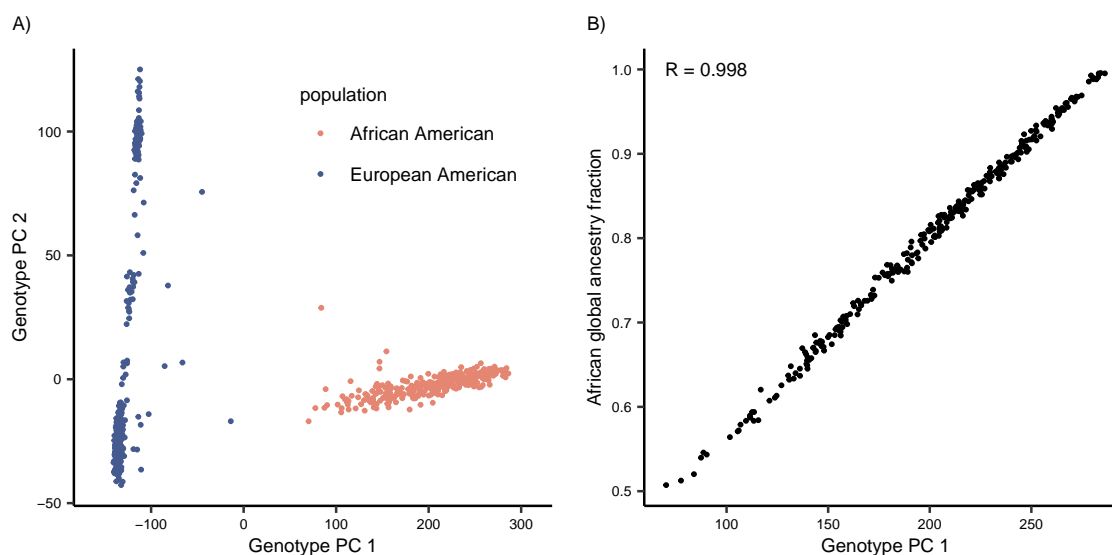 A)
population
African American
European American
100
50
0
−50
−100
0
100
200
300
Genotype PC 1
Genotype PC 2
B)
R = 0.998
1.0
0.9
0.8
0.7
0.6
0.5
100
150
200
250
Genotype PC 1
African global ancestry fraction